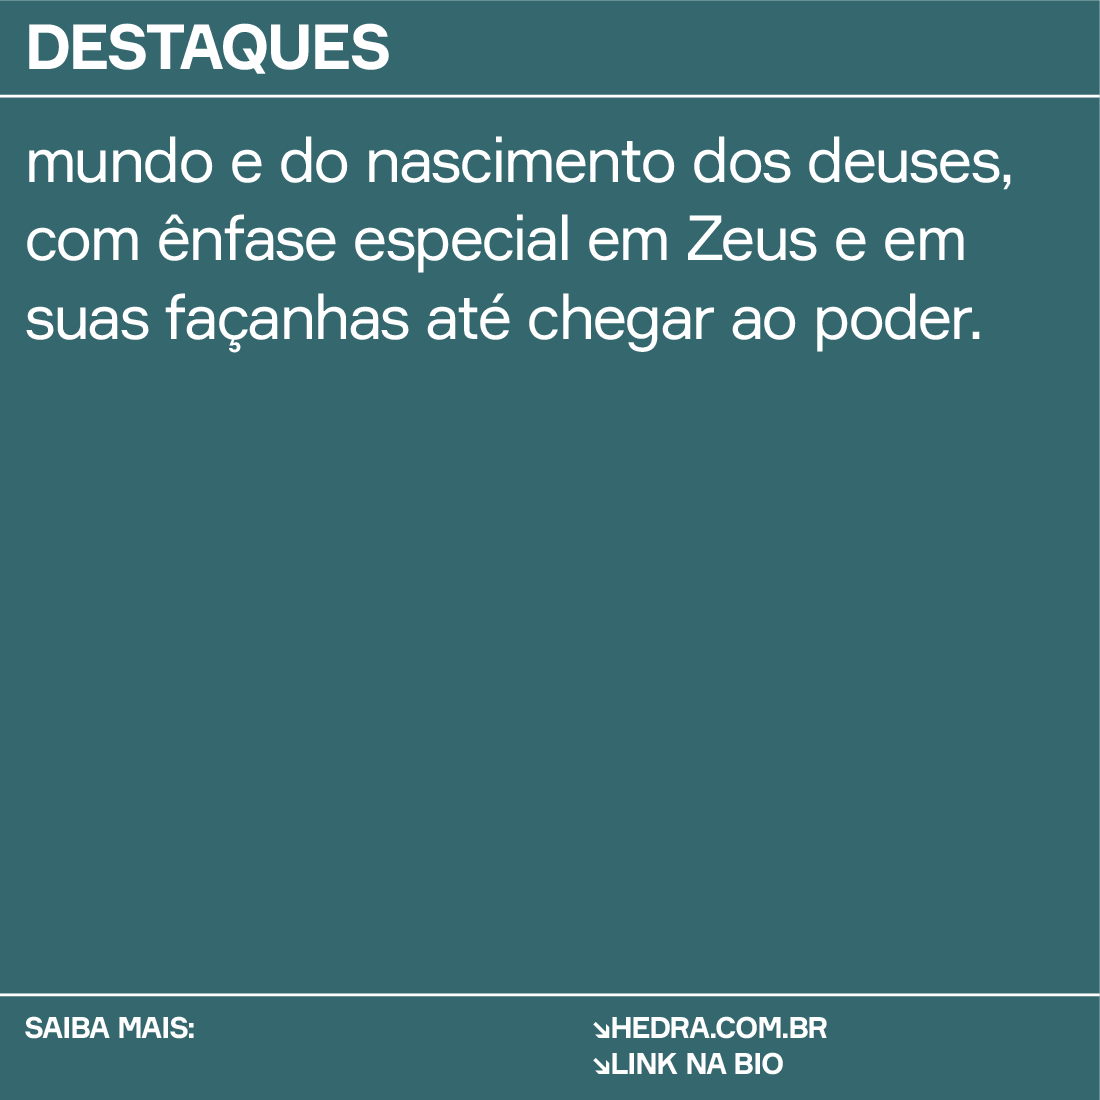 DESTAQUES
mundo e do nascimento dos deuses,
com ênfase especial em Zeus e em
suas façanhas até chegar ao poder.
SAIBA MAIS:
↘HEDRA.COM.BR
↘LINK NA BIO